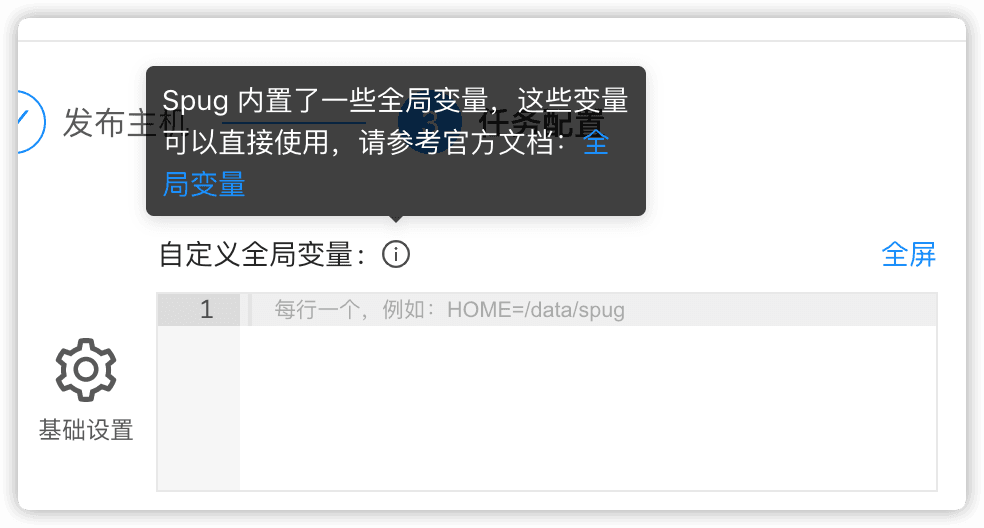 Spug 内置了一些全局变量，这些变量
可以直接使用，请参考官方文档：全
局变量
发布主机
3 任务配置
自定义全局变量：
全屏
1 每行一个，例如：HOME=/data/spug
基础设置